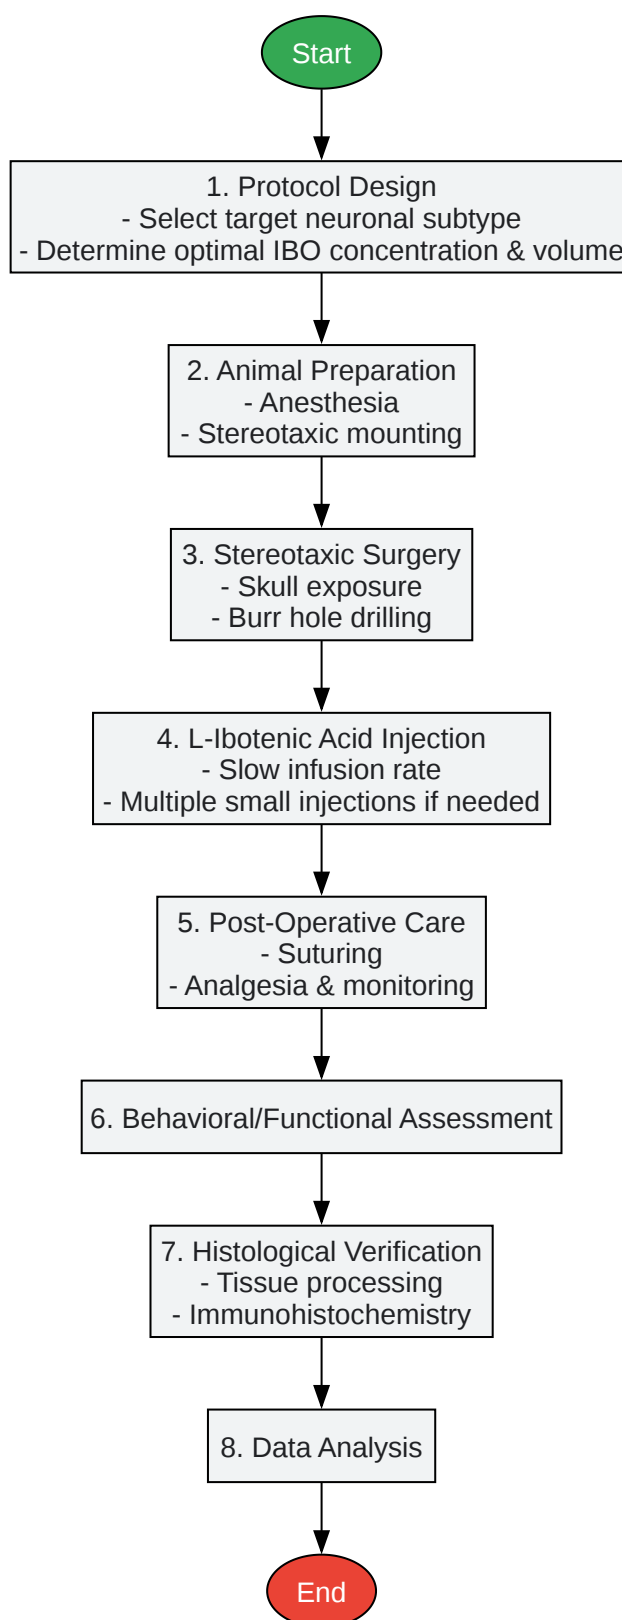 Start
1. Protocol Design
- Select target neuronal subtype
- Determine optimal IBO concentration & volume
2. Animal Preparation
- Anesthesia
- Stereotaxic mounting
3. Stereotaxic Surgery
- Skull exposure
- Burr hole drilling
4. L-Ibotenic Acid Injection
- Slow infusion rate
- Multiple small injections if needed
5. Post-Operative Care
- Suturing
- Analgesia & monitoring
6. Behavioral/Functional Assessment
7. Histological Verification
- Tissue processing
- Immunohistochemistry
8. Data Analysis
End